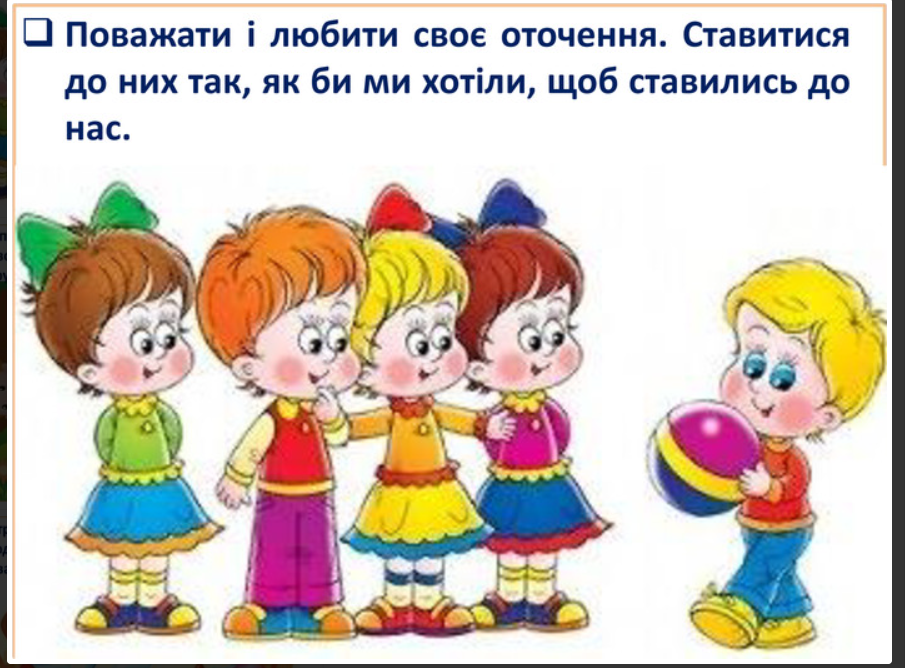 Поважати і любити своє оточення. Ставитися
до них так, як би ми хотіли, щоб ставились до
нас.